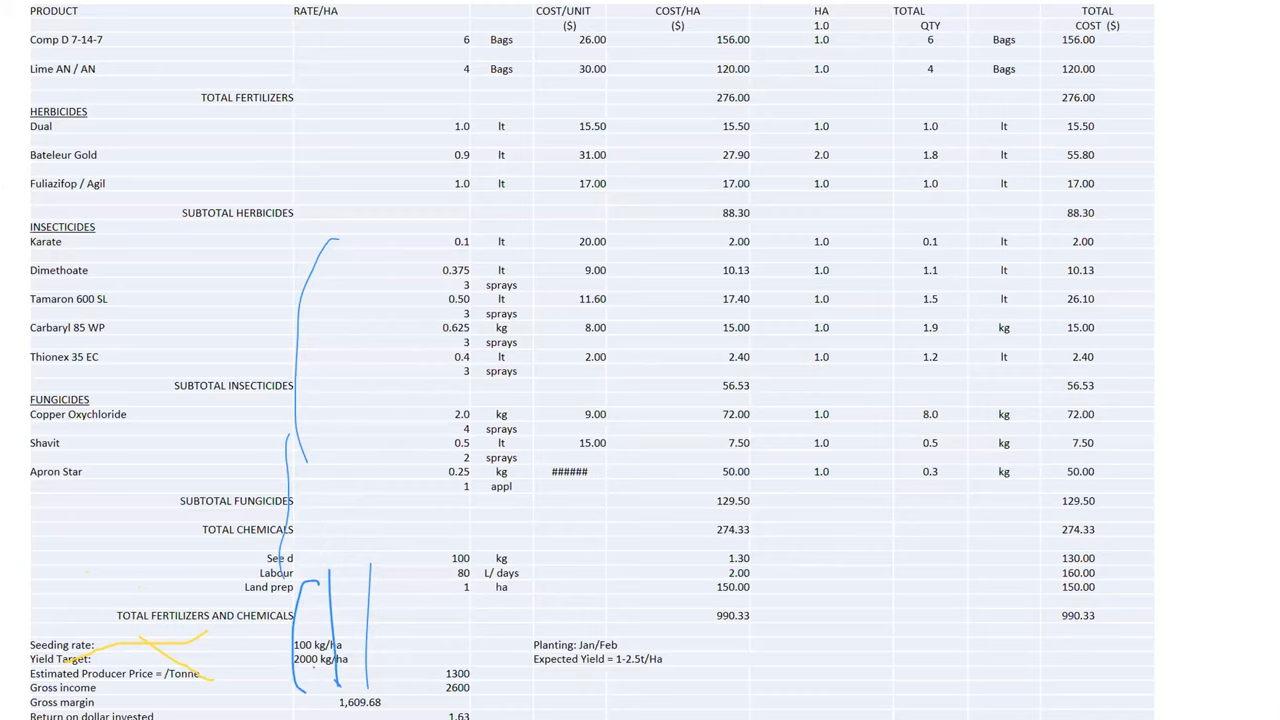 PRODUCT RATE/HA COST/UNIT COST/HA HA TOTAL TOTAL
($) ($) 1.0 QTY COST ($)
Comp D 7-14-7 6 Bags 26.00 156.00 1.0 6 Bags 156.00
Lime AN / AN 4 Bags 30.00 120.00 1.0 4 Bags 120.00
TOTAL FERTILIZERS 276.00 276.00
HERBICIDES
Dual 1.0 lt 15.50 15.50 1.0 1.0 lt 15.50
Bateleur Gold 0.9 lt 31.00 27.90 2.0 1.8 lt 55.80
Fuliazifop / Agil 1.0 lt 17.00 17.00 1.0 1.0 lt 17.00
SUBTOTAL HERBICIDES 88.30 88.30
INSECTICIDES
Karate 0.1 lt 20.00 2.00 1.0 0.1 lt 2.00
Dimethoate 0.375 lt 9.00 10.13 1.0 1.1 lt 10.13
3 sprays
Tamaron 600 SL 0.50 lt 11.60 17.40 1.0 1.5 lt 26.10
3 sprays
Carbaryl 85 WP 0.625 kg 8.00 15.00 1.0 1.9 kg 15.00
3 sprays
Thionex 35 EC 0.4 lt 2.00 2.40 1.0 1.2 lt 2.40
3 sprays
SUBTOTAL INSECTICIDES 56.53 56.53
FUNGICIDES
Copper Oxychloride 2.0 kg 9.00 72.00 1.0 8.0 kg 72.00
4 sprays
Shavit 0.5 lt 15.00 7.50 1.0 0.5 kg 7.50
2 sprays
Apron Star 0.25 kg ###### 50.00 1.0 0.3 kg 50.00
1 appl
SUBTOTAL FUNGICIDES 129.50 129.50
TOTAL CHEMICALS 274.33 274.33
Seed 100 kg 1.30 130.00
Labour 80 L/ days 2.00 160.00
Land prep 1 ha 150.00 150.00
TOTAL FERTILIZERS AND CHEMICALS 990.33 990.33
Seeding rate: 100 kg/ha Planting: Jan/Feb
Yield Target: 2000 kg/ha Expected Yield = 1-2.5t/Ha
Estimated Producer Price = /Tonne 1300
Gross income 2600
Gross margin 1,609.68
Return on dollar invested 1.63